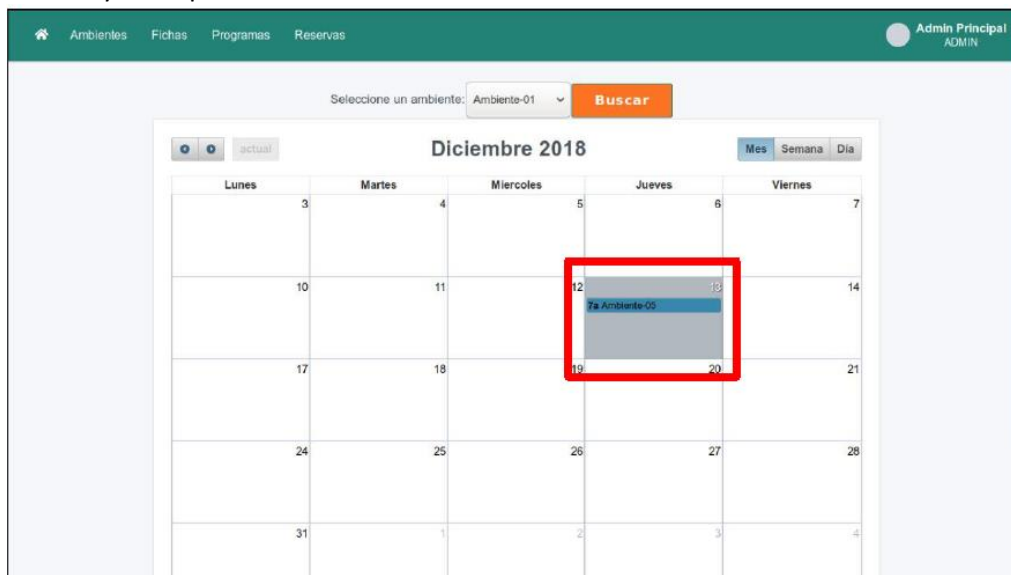 Ambientes Fichas Programas Reservas Admin Principal
ADMIN
Seleccione un ambiente: Ambiente-01 Buscar
actual Diciembre 2018 Mes Semana Día
Lunes Martes Miercoles Jueves Viernes
3 4 5 6 7
10 11 12 13 14
7a Ambiente-05
17 18 19 20 21
24 25 26 27 28
31 1 2 3 4